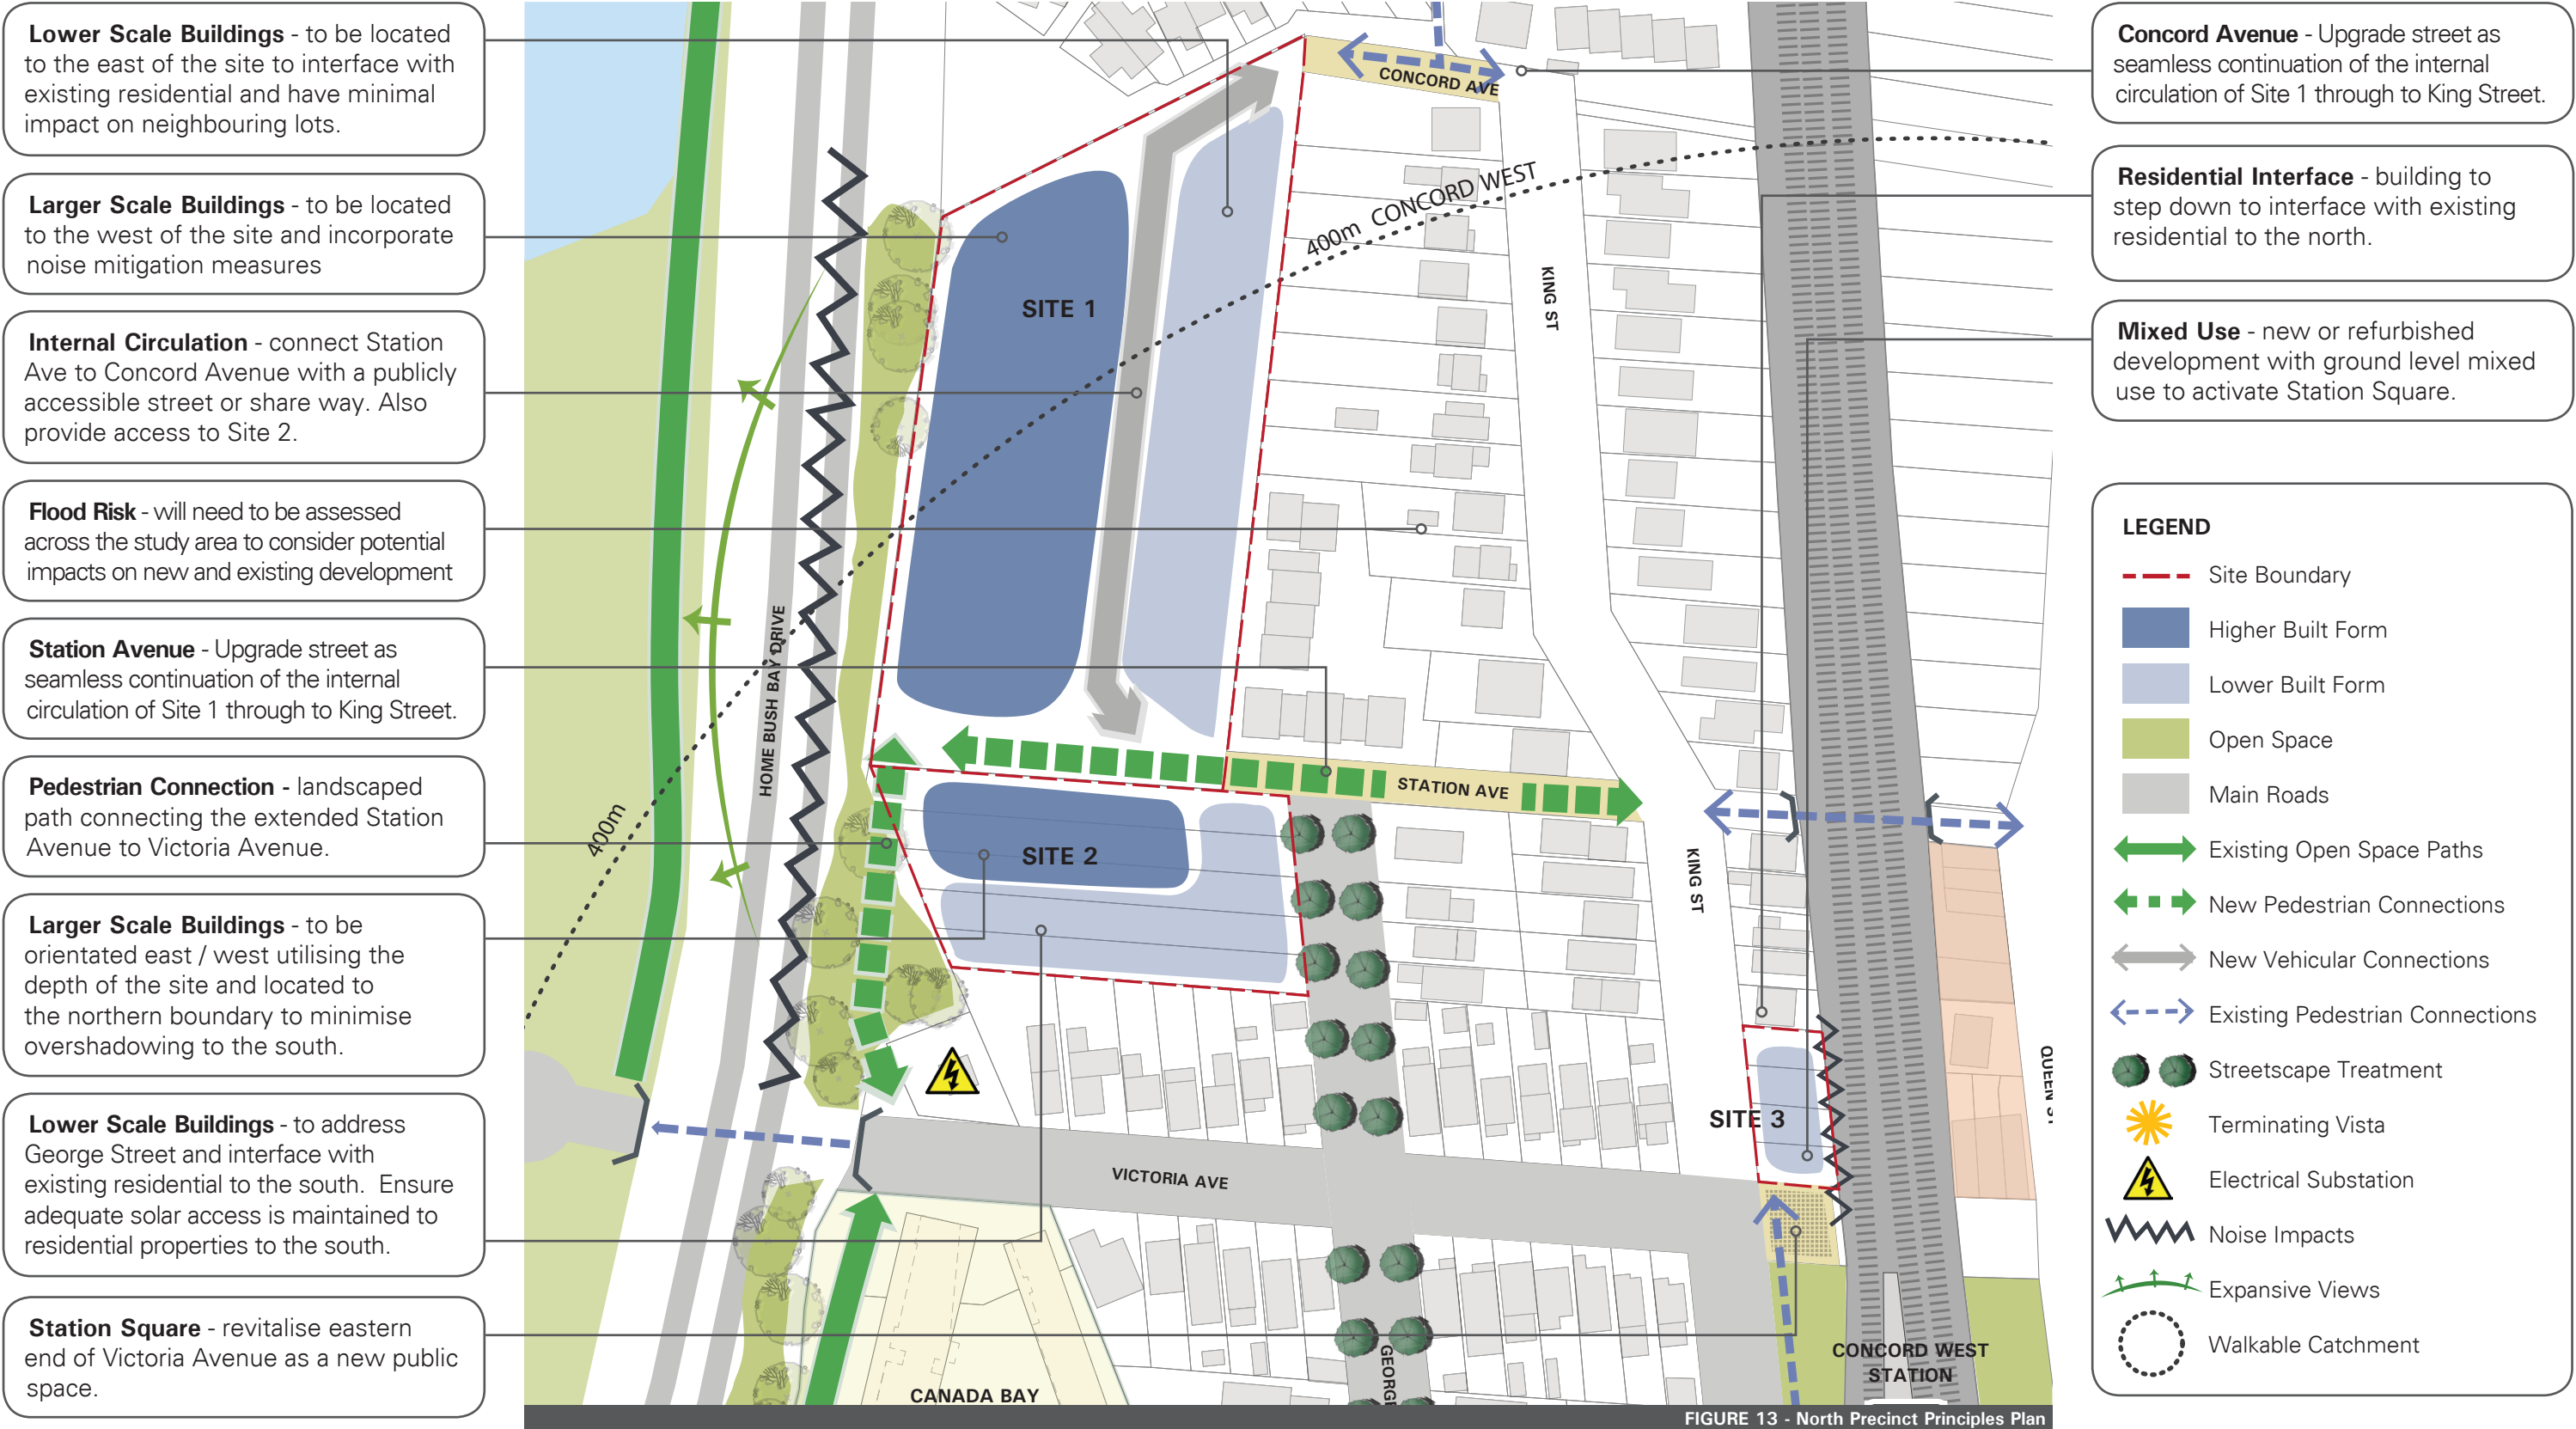 Lower Scale Buildings - to be located
to the east of the site to interface with
existing residential and have minimal
impact on neighbouring lots.
Larger Scale Buildings - to be located
to the west of the site and incorporate
noise mitigation measures
Internal Circulation - connect Station
Ave to Concord Avenue with a publicly
accessible street or share way. Also
provide access to Site 2.
Flood Risk - will need to be assessed
across the study area to consider potential
impacts on new and existing development
Station Avenue - Upgrade street as
seamless continuation of the internal
circulation of Site 1 through to King Street.
Pedestrian Connection - landscaped
path connecting the extended Station
Avenue to Victoria Avenue.
Larger Scale Buildings - to be
orientated east / west utilising the
depth of the site and located to
the northern boundary to minimise
overshadowing to the south.
Lower Scale Buildings - to address
George Street and interface with
existing residential to the south. Ensure
adequate solar access is maintained to
residential properties to the south.
Station Square - revitalise eastern
end of Victoria Avenue as a new public
space.
CONCORD AVE
400m CONCORD WEST
SITE 1
KING ST
HOME BUSH BAY DRIVE
400m
STATION AVE
SITE 2
KING ST
SITE 3
QUEEN ST
VICTORIA AVE
GEORGE
CANADA BAY
CONCORD WEST
STATION
FIGURE 13 - North Precinct Principles Plan
Concord Avenue - Upgrade street as
seamless continuation of the internal
circulation of Site 1 through to King Street.
Residential Interface - building to
step down to interface with existing
residential to the north.
Mixed Use - new or refurbished
development with ground level mixed
use to activate Station Square.
LEGEND
Site Boundary
Higher Built Form
Lower Built Form
Open Space
Main Roads
Existing Open Space Paths
New Pedestrian Connections
New Vehicular Connections
Existing Pedestrian Connections
Streetscape Treatment
Terminating Vista
Electrical Substation
Noise Impacts
Expansive Views
Walkable Catchment